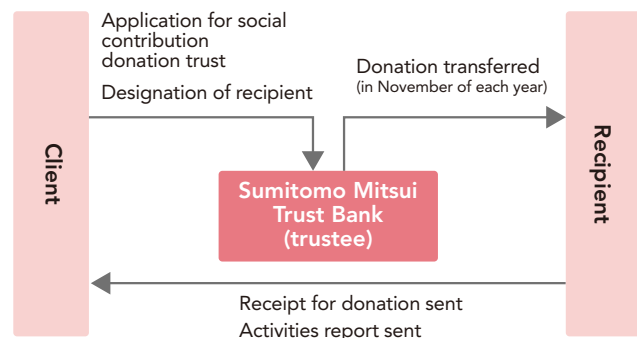 Application for social
contribution
donation trust
Designation of recipient
Donation transferred
(in November of each year)
Client
Sumitomo Mitsui
Trust Bank
(trustee)
Recipient
Receipt for donation sent
Activities report sent